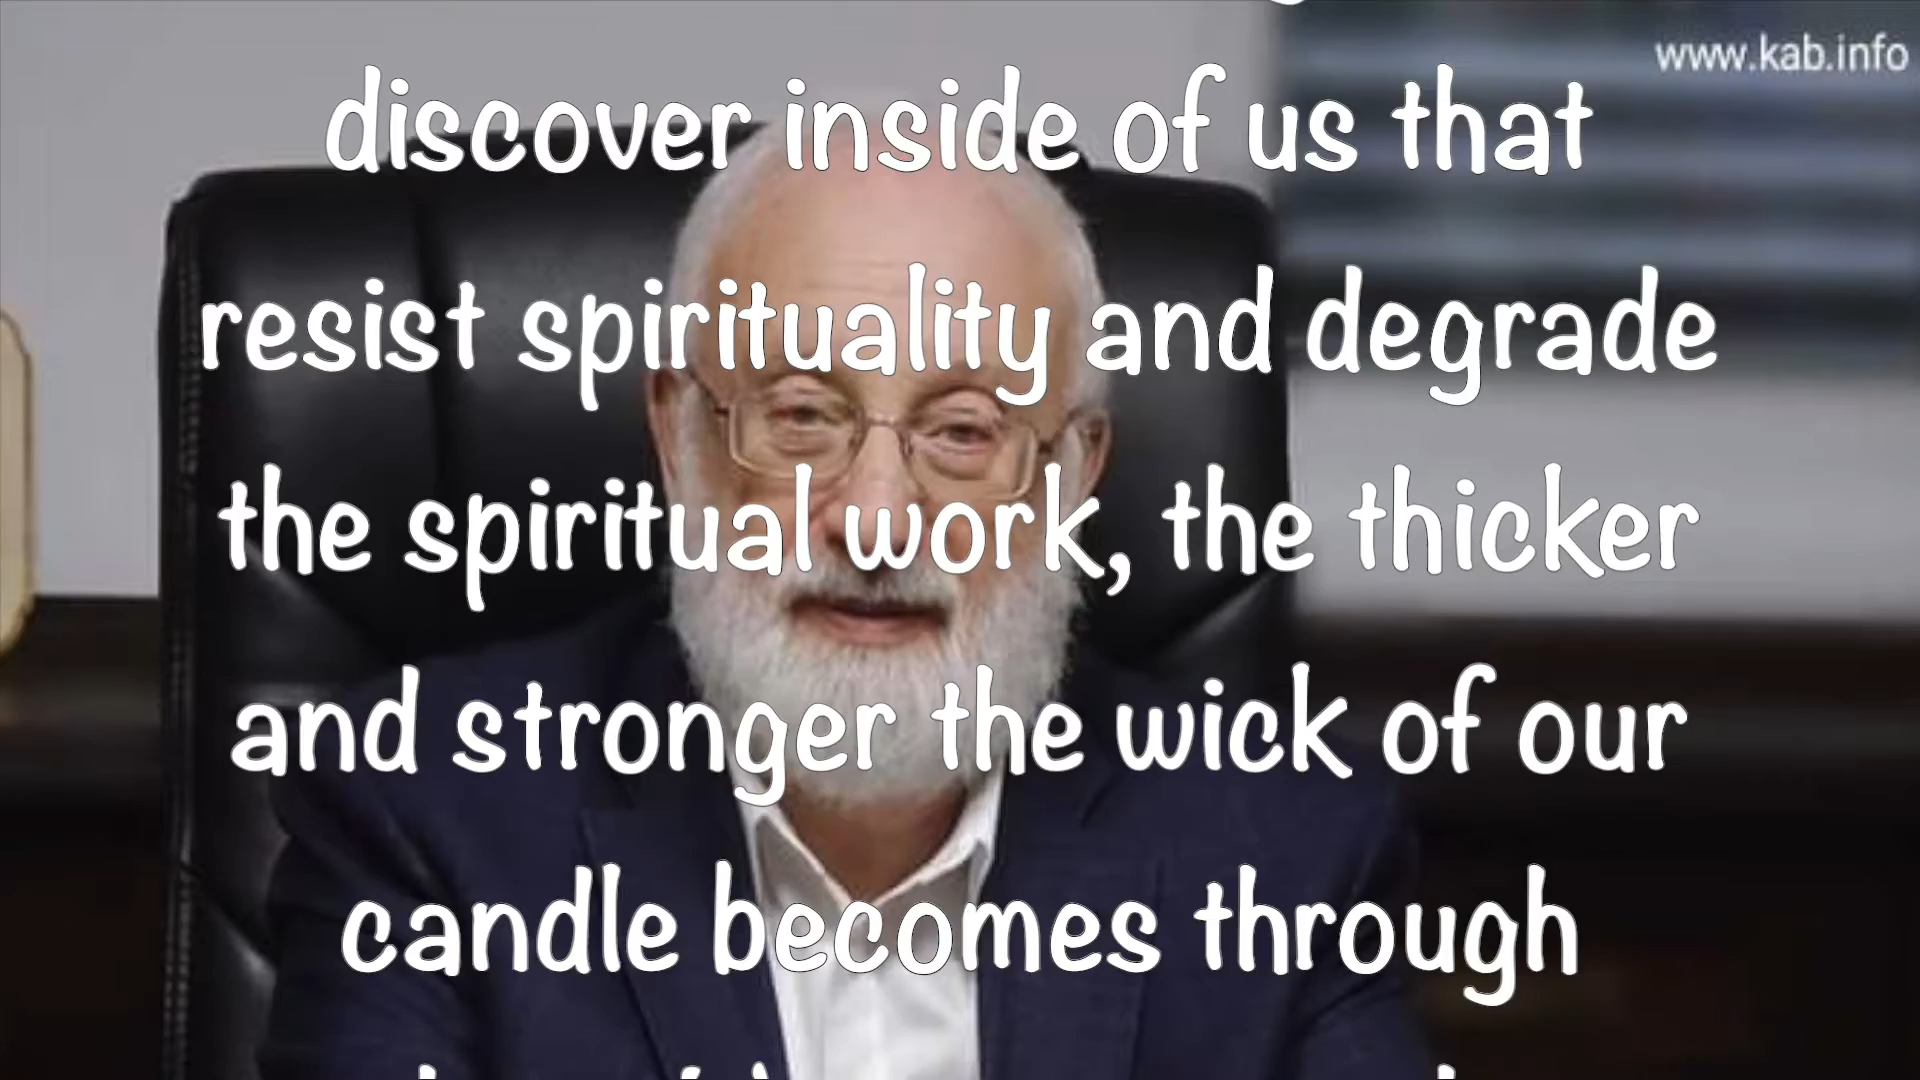 www.kab.info
discover inside of us that
resist spirituality and degrade
the spiritual work, the thicker
and stronger the wick of our
candle becomes through